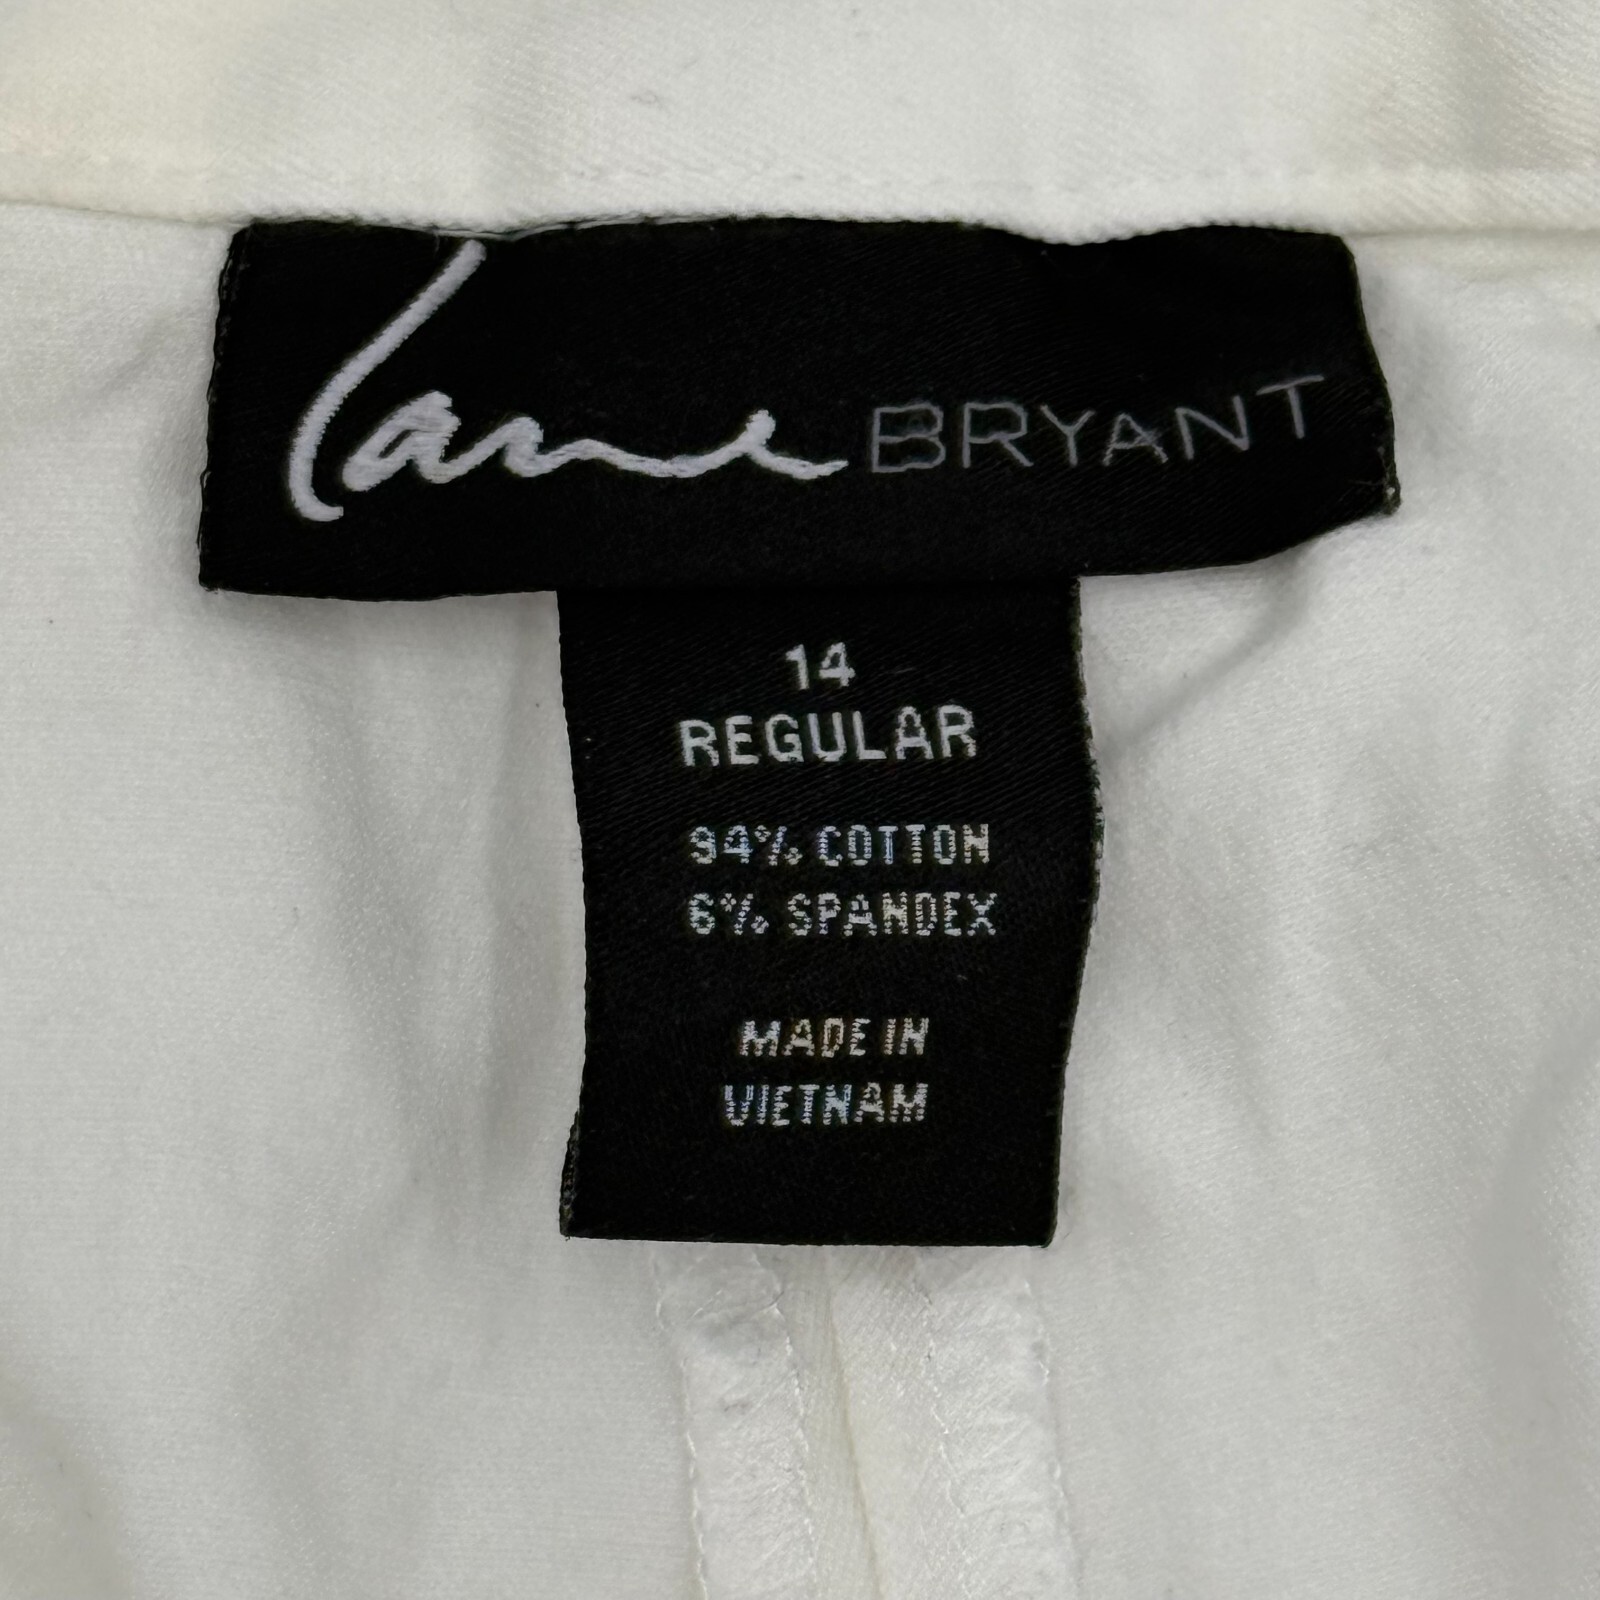 lane BRYANT
14
REGULAR
94% COTTON
6% SPANDEX
MADE IN
VIETNAM